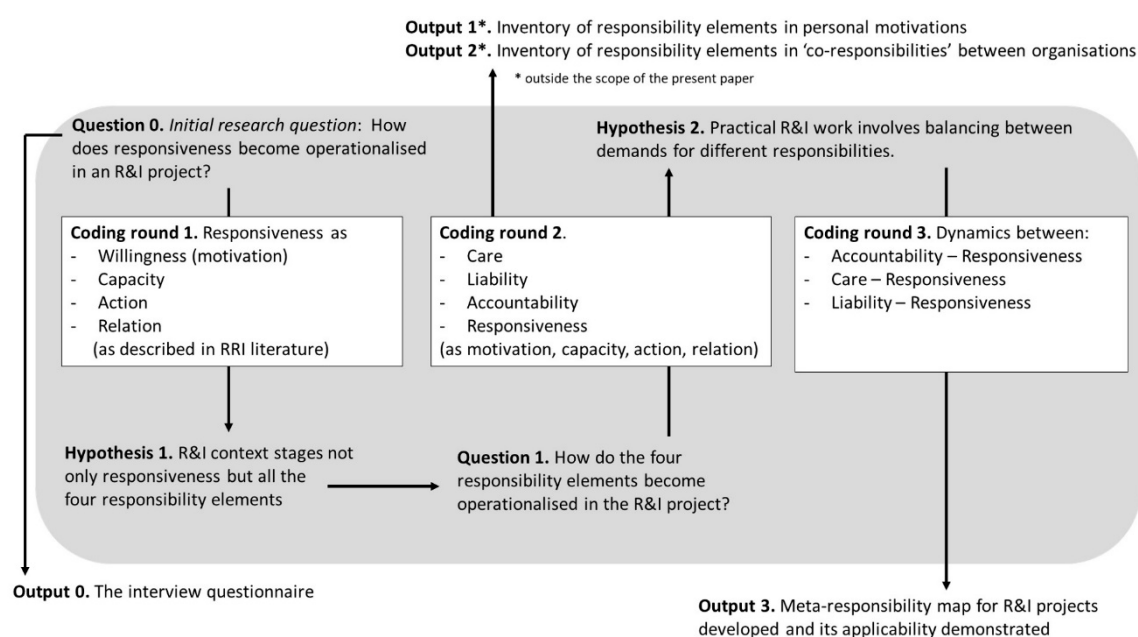 Output 1*. Inventory of responsibility elements in personal motivations
Output 2*. Inventory of responsibility elements in ‘co-responsibilities’ between organisations
* outside the scope of the present paper
Question 0. Initial research question: How
does responsiveness become operationalised
in an R&I project?
Hypothesis 2. Practical R&I work involves balancing between
demands for different responsibilities.
Coding round 1. Responsiveness as
- Willingness (motivation)
- Capacity
- Action
- Relation
(as described in RRI literature)
Coding round 2.
- Care
- Liability
- Accountability
- Responsiveness
(as motivation, capacity, action, relation)
Coding round 3. Dynamics between:
- Accountability – Responsiveness
- Care – Responsiveness
- Liability – Responsiveness
Hypothesis 1. R&I context stages not
only responsiveness but all the
four responsibility elements
Question 1. How do the four
responsibility elements become
operationalised in the R&I project?
Output 0. The interview questionnaire
Output 3. Meta-responsibility map for R&I projects
developed and its applicability demonstrated